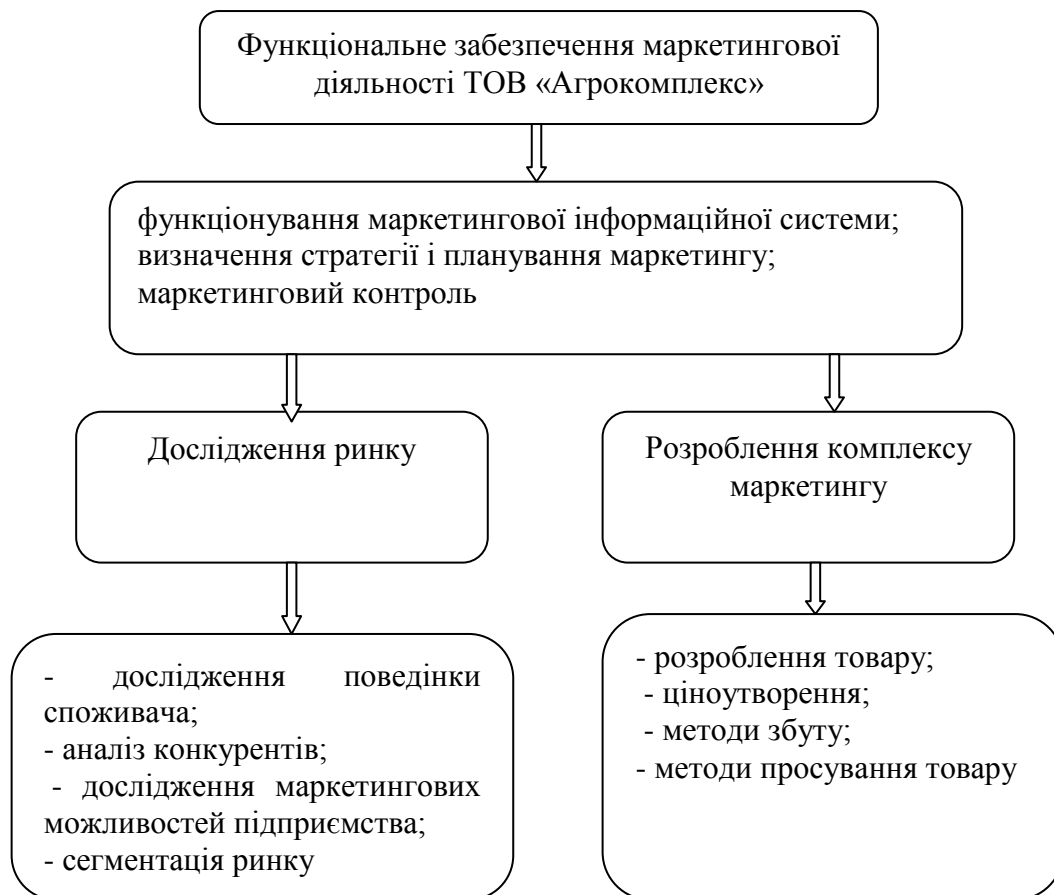 Функціональне забезпечення маркетингової
діяльності ТОВ «Агрокомплекс»
функціонування маркетингової інформаційної системи;
визначення стратегії і планування маркетингу;
маркетинговий контроль
Дослідження ринку
Розроблення комплексу
маркетингу
- дослідження поведінки
споживача;
- аналіз конкурентів;
- дослідження маркетингових
можливостей підприємства;
- сегментація ринку
- розроблення товару;
- ціноутворення;
- методи збуту;
- методи просування товару